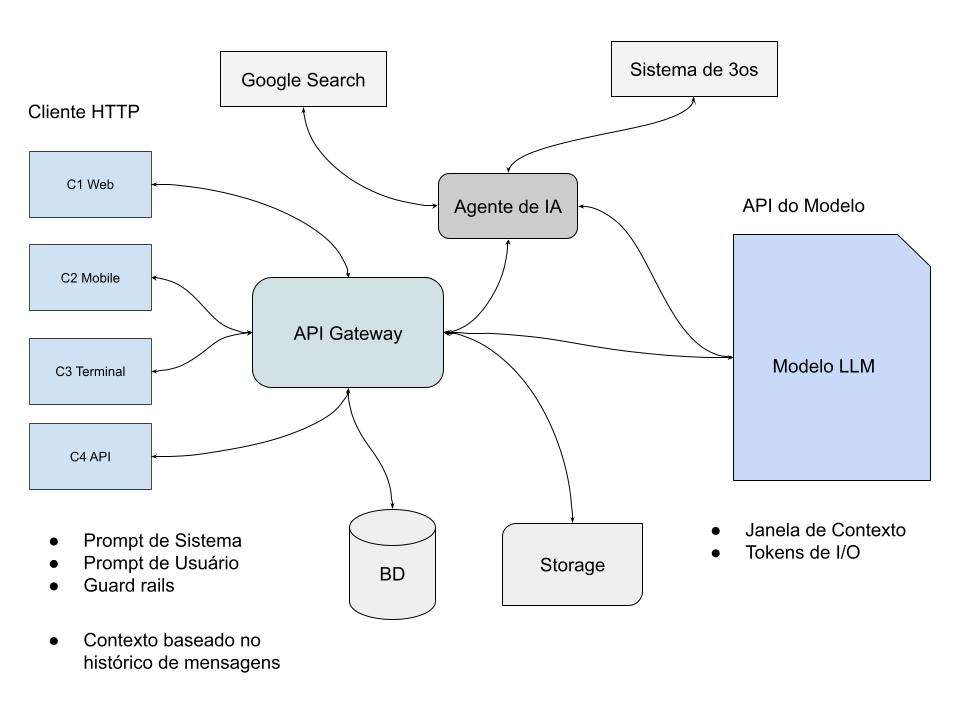 Google Search
Sistema de 3os
Cliente HTTP
C1 Web
Agente de IA
API do Modelo
C2 Mobile
API Gateway
C3 Terminal
Modelo LLM
C4 API
● Prompt de Sistema
● Prompt de Usuário
● Guard rails
● Contexto baseado no
histórico de mensagens
BD
Storage
● Janela de Contexto
● Tokens de I/O